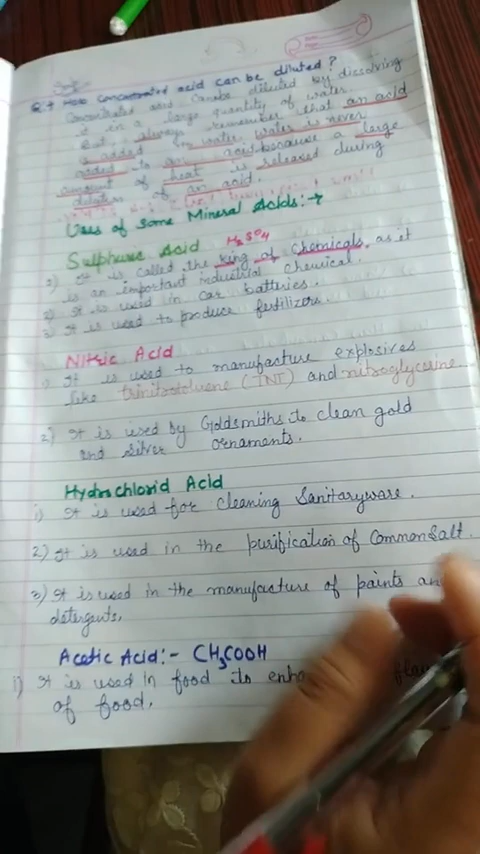 Q.4 How concentrated acid can be diluted?
Concentrated acid can be diluted by dissolving
it in a large quantity of water.
But always remember that an acid
is added in water, water is never
added to an acid because a large
amount of heat is released during
dilution of an acid.
Uses of Some Mineral Acids:→
Sulphuric Acid H2SO4
1) It is called the king of Chemicals, as it
is an important industrial chemical.
2) It is used in car batteries.
3) It is used to produce fertilizers.
Nitric Acid
1) It is used to manufacture explosives
like trinitrotoluene (TNT) and nitroglycerine.
2) It is used by Goldsmiths to clean gold
and silver ornaments.
Hydrochlorid Acid
1) It is used for cleaning Sanitaryware.
2) It is used in the purification of Common Salt.
3) It is used in the manufacture of paints an
detergents.
Acetic Acid:- CH3COOH
1) It is used in food to enha
of food.